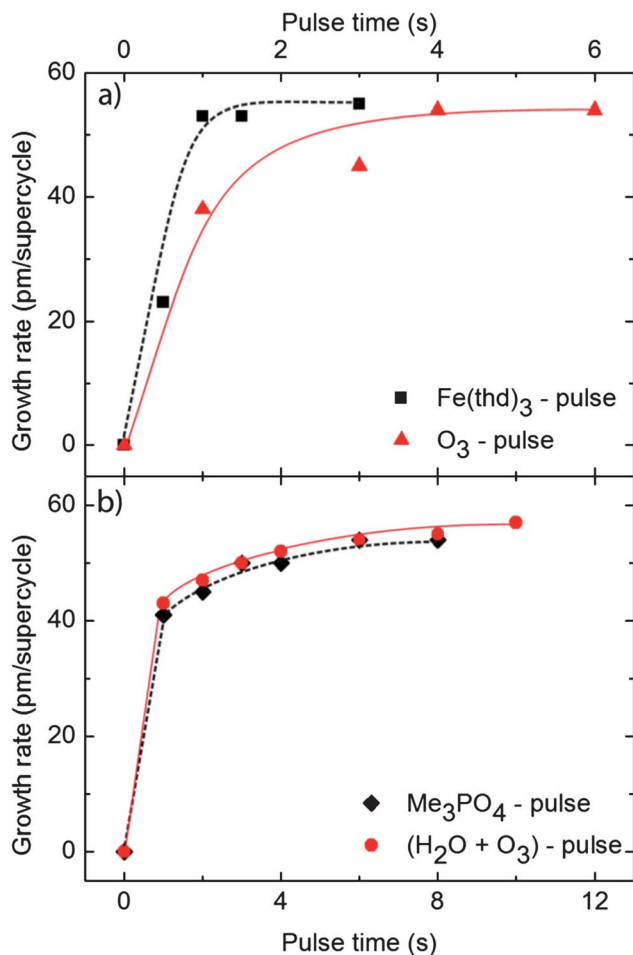 Pulse time (s)
0 2 4 6
a)
60
40
20
0
Growth rate (pm/supercycle)
Fe(thd)₃ - pulse
O₃ - pulse
b)
60
40
20
0
Growth rate (pm/supercycle)
Me₃PO₄ - pulse
(H₂O + O₃) - pulse
0 4 8 12
Pulse time (s)